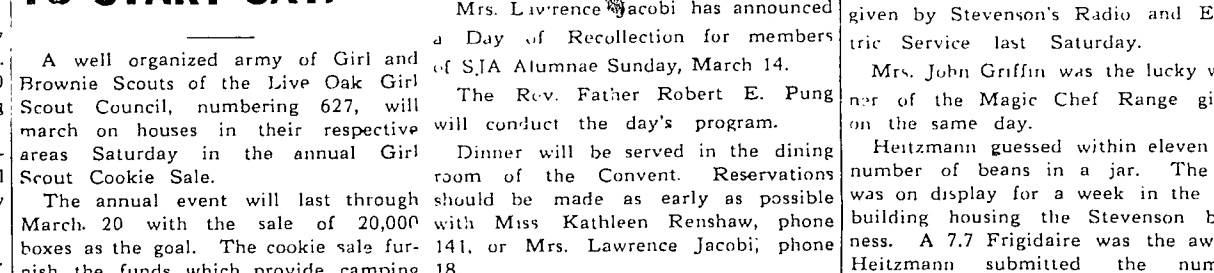 TO START SAT.
A well organized army of Girl and
Brownie Scouts of the Live Oak Girl
Scout Council, numbering 627, will
march on houses in their respective
areas Saturday in the annual Girl
Scout Cookie Sale.
The annual event will last through
March 20 with the sale of 20,000
boxes as the goal. The cookie sale fur-
nish the funds which provide camping
Mrs. Lawrence Jacobi has announced
a Day of Recollection for members
of SJA Alumnae Sunday, March 14.
The Rev. Father Robert E. Pung
will conduct the day's program.
Dinner will be served in the dining
room of the Convent. Reservations
should be made as early as possible
with Miss Kathleen Renshaw, phone
141, or Mrs. Lawrence Jacobi, phone
18.
given by Stevenson's Radio and E
tric Service last Saturday.
Mrs. John Griffin was the lucky
ner of the Magic Chef Range gi
on the same day.
Heitzmann guessed within eleven
number of beans in a jar. The
was on display for a week in the
building housing the Stevenson b
ness. A 7.7 Frigidaire was the aw
Heitzmann submitted the num